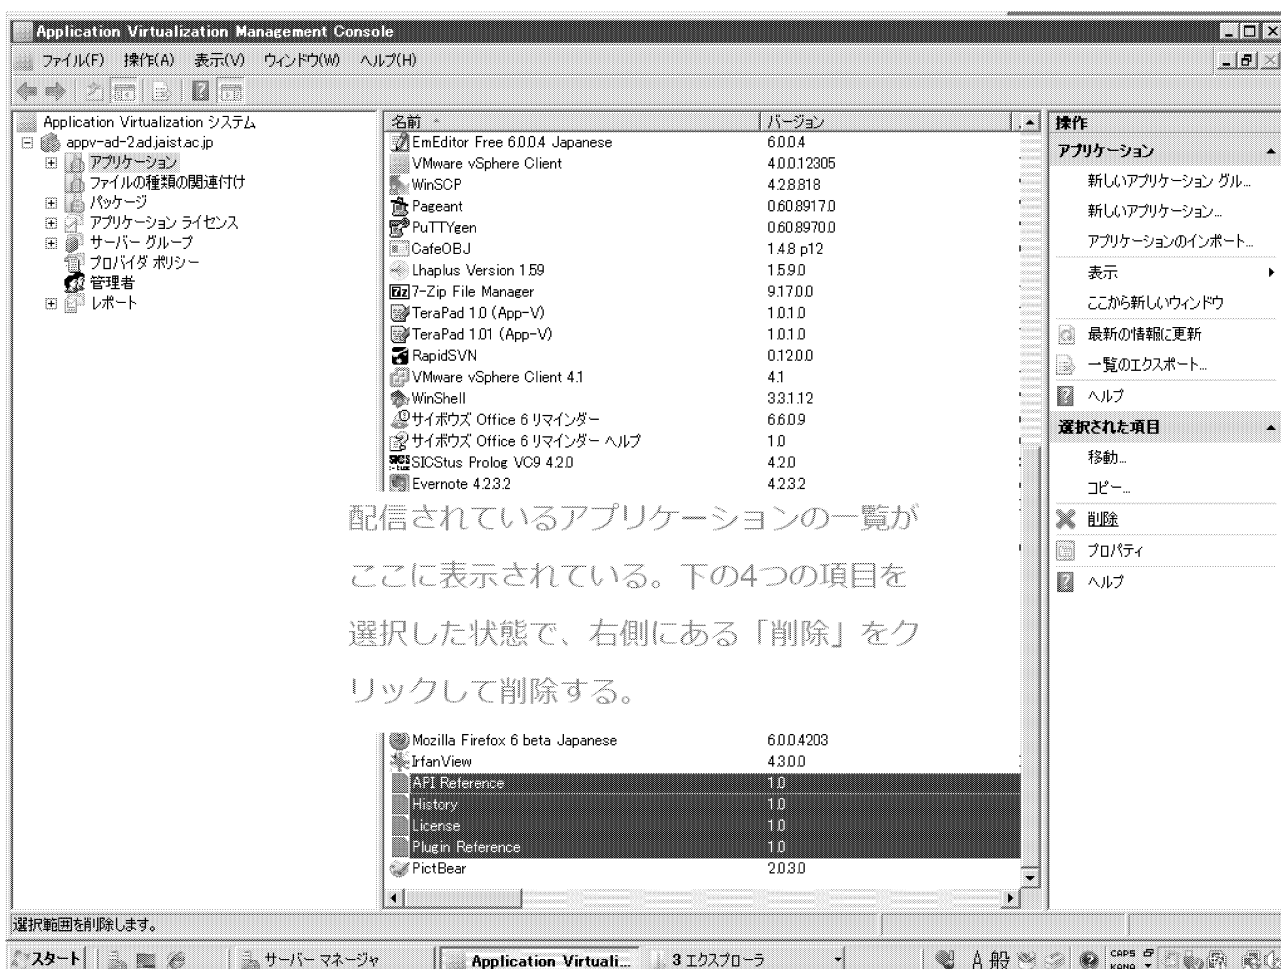 Application Virtualization Management Console
ファイル(F) 操作(A) 表示(V) ウィンドウ(W) ヘルプ(H)
Application Virtualization システム
appv-ad-2.ad.jaist.ac.jp
アプリケーション
ファイルの種類の関連付け
パッケージ
アプリケーション ライセンス
サーバー グループ
プロバイダ ポリシー
管理者
レポート
名前 バージョン
EmEditor Free 6.00.4 Japanese 6.0.0.4
VMware vSphere Client 4.0.0.12305
WinSCP 4.2.8.818
Pageant 0.60.8917.0
PuTTYgen 0.60.8970.0
CafeOBJ 1.4.8 p12
Lhaplus Version 1.59 1.5.9.0
7-Zip File Manager 9.17.0.0
TeraPad 1.0 (App-V) 1.0.1.0
TeraPad 1.01 (App-V) 1.0.1.0
RapidSVN 0.12.0.0
VMware vSphere Client 4.1 4.1
WinShell 3.3.1.12
サイボウズ Office 6 リマインダー 6.6.0.9
サイボウズ Office 6 リマインダー ヘルプ 1.0
SICStus Prolog VC9 4.2.0 4.2.0
Evernote 4.2.3.2 4.2.3.2
配信されているアプリケーションの一覧が
ここに表示されている。下の4つの項目を
選択した状態で、右側にある「削除」をク
リックして削除する。
Mozilla Firefox 6 beta Japanese 6.0.0.4203
IrfanView 4.3.0.0
API Reference 1.0
History 1.0
License 1.0
Plugin Reference 1.0
PictBear 2.0.3.0
操作
アプリケーション
新しいアプリケーション グル...
新しいアプリケーション...
アプリケーションのインポート...
表示
ここから新しいウィンドウ
最新の情報に更新
一覧のエクスポート...
ヘルプ
選択された項目
移動...
コピー...
削除
プロパティ
ヘルプ
選択範囲を削除します。
スタート サーバー マネージャ Application Virtuali... 3 エクスプローラ A 般 CAPS KANA